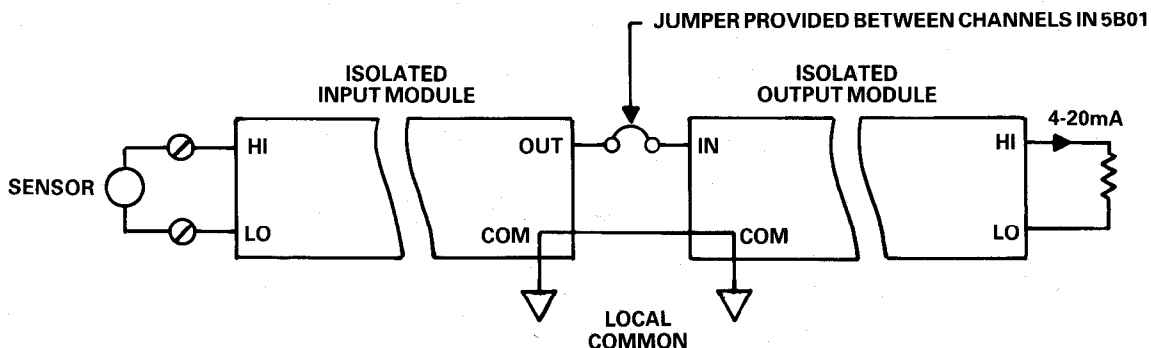 JUMPER PROVIDED BETWEEN CHANNELS IN 5B01
ISOLATED
INPUT MODULE
ISOLATED
OUTPUT MODULE
4-20mA
HI
OUT
IN
HI
SENSOR
LO
COM
COM
LO
LOCAL
COMMON